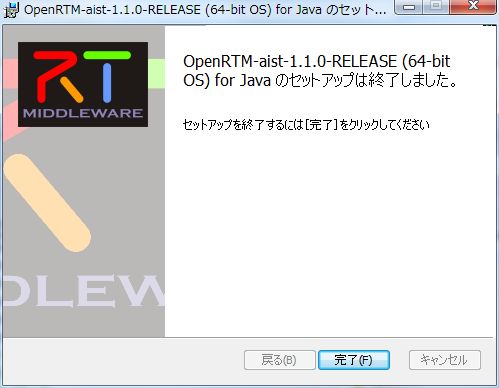 OpenRTM-aist-1.1.0-RELEASE (64-bit OS) for Java のセット...
RT
MIDDLEWARE
OpenRTM-aist-1.1.0-RELEASE (64-bit
OS) for Java のセットアップは終了しました。
セットアップを終了するには[完了]をクリックしてください
DLEW
戻る(B)
完了(F)
キャンセル